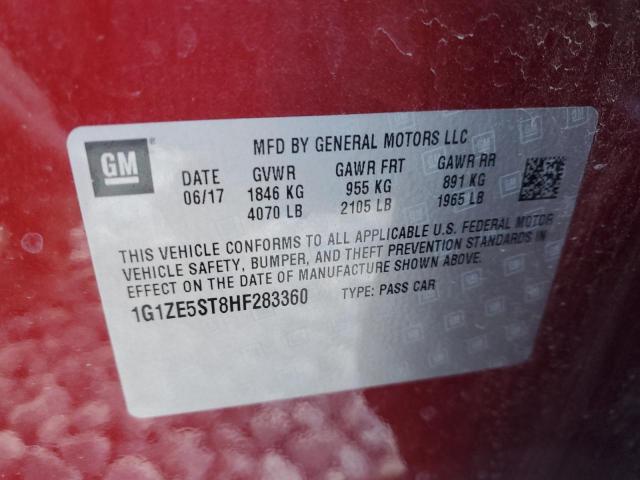 GM
MFD BY GENERAL MOTORS LLC
DATE GVWR GAWR FRT GAWR RR
06/17 1846 KG 955 KG 891 KG
4070 LB 2105 LB 1965 LB
THIS VEHICLE CONFORMS TO ALL APPLICABLE U.S. FEDERAL MOTOR
VEHICLE SAFETY, BUMPER, AND THEFT PREVENTION STANDARDS IN
EFFECT ON THE DATE OF MANUFACTURE SHOWN ABOVE.
1G1ZE5ST8HF283360 TYPE: PASS CAR